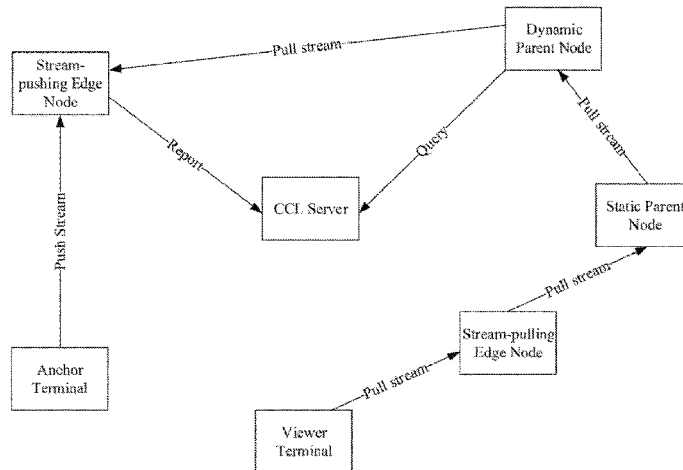 Dynamic
Parent Node
Pull stream
Stream-
pushing Edge
Node
Pull stream
Report
Query
CCL Server
Static Parent
Node
Push Stream
Pull stream
Stream-pulling
Edge Node
Anchor
Terminal
Pull stream
Viewer
Terminal